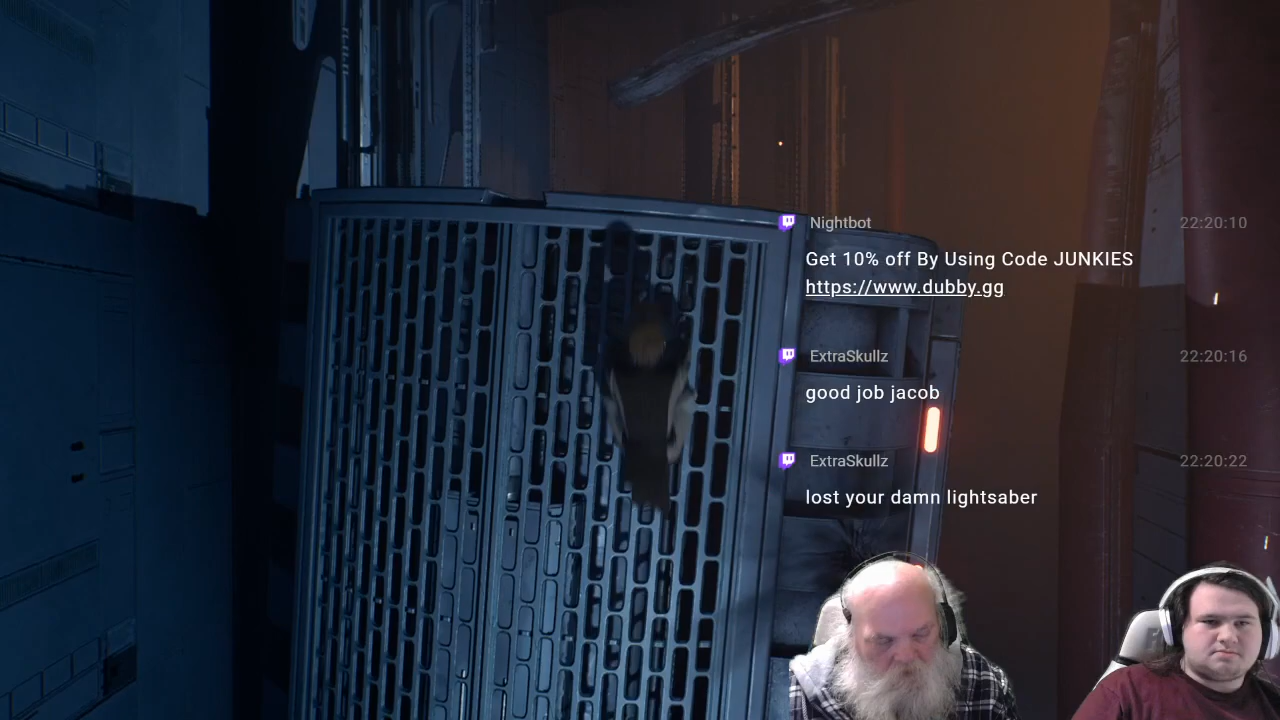 Nightbot 22:20:10
Get 10% off By Using Code JUNKIES
https://www.dubby.gg
ExtraSkullz 22:20:16
good job jacob
ExtraSkullz 22:20:22
lost your damn lightsaber